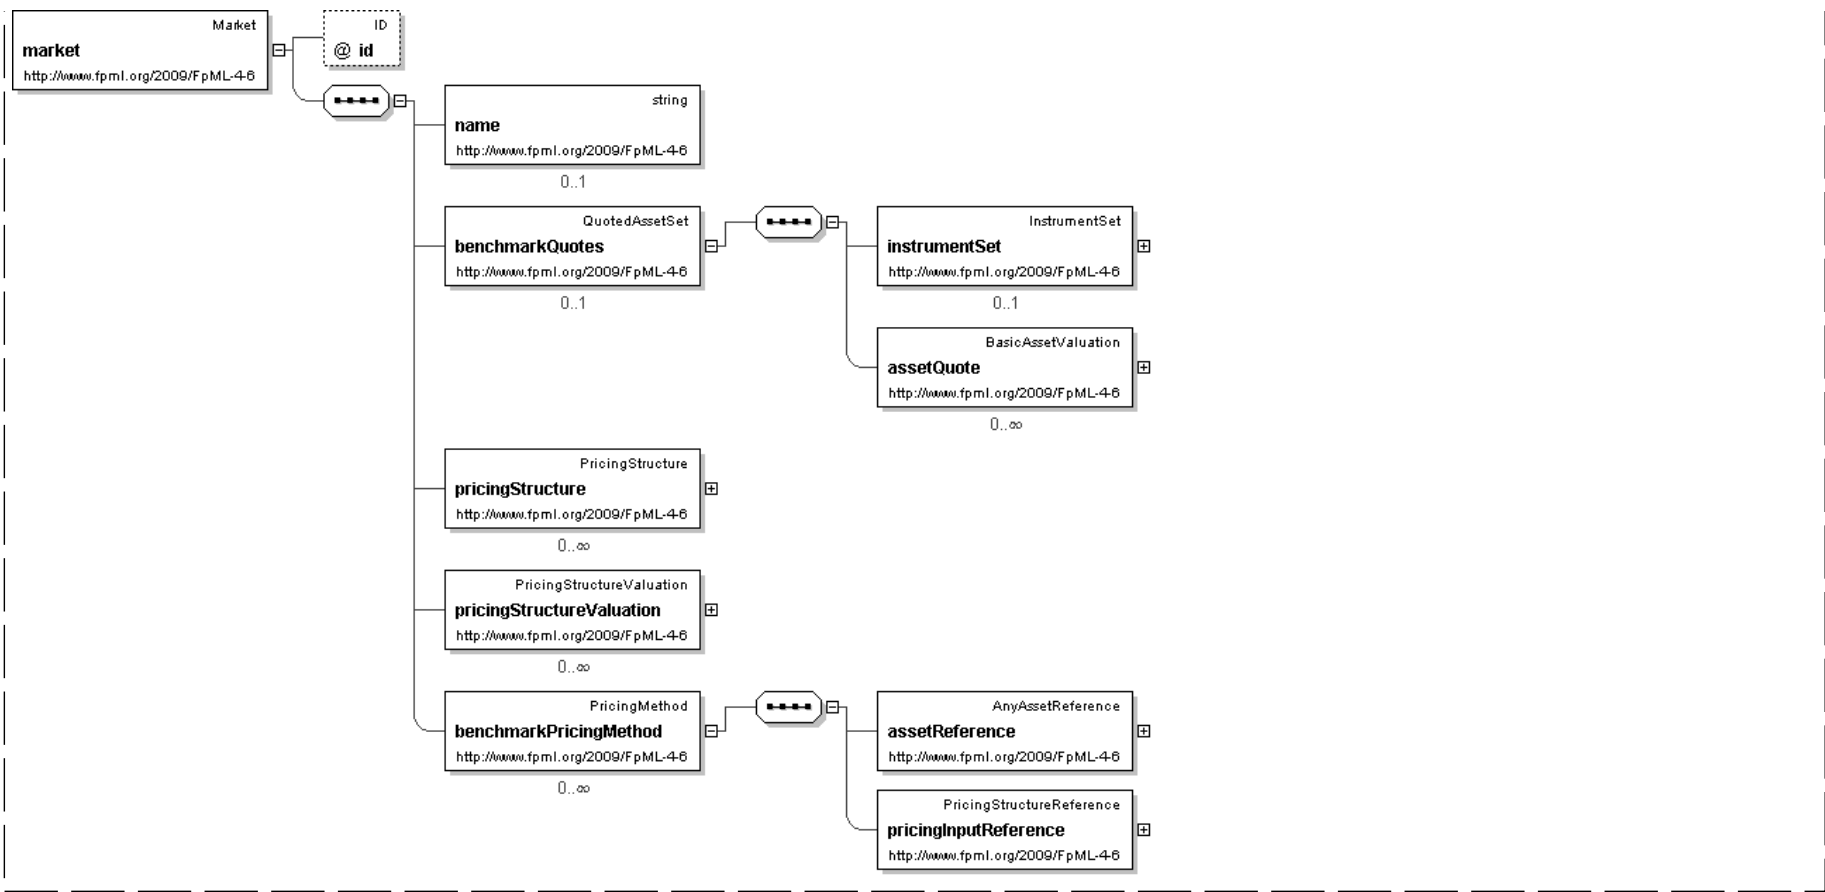 Market
market
http://www.fpml.org/2009/FpML-4-6
ID
@ id
string
name
http://www.fpml.org/2009/FpML-4-6
0..1
QuotedAssetSet
benchmarkQuotes
http://www.fpml.org/2009/FpML-4-6
0..1
InstrumentSet
instrumentSet
http://www.fpml.org/2009/FpML-4-6
0..1
BasicAssetValuation
assetQuote
http://www.fpml.org/2009/FpML-4-6
0..∞
PricingStructure
pricingStructure
http://www.fpml.org/2009/FpML-4-6
0..∞
PricingStructureValuation
pricingStructureValuation
http://www.fpml.org/2009/FpML-4-6
0..∞
PricingMethod
benchmarkPricingMethod
http://www.fpml.org/2009/FpML-4-6
0..∞
AnyAssetReference
assetReference
http://www.fpml.org/2009/FpML-4-6
PricingStructureReference
pricingInputReference
http://www.fpml.org/2009/FpML-4-6